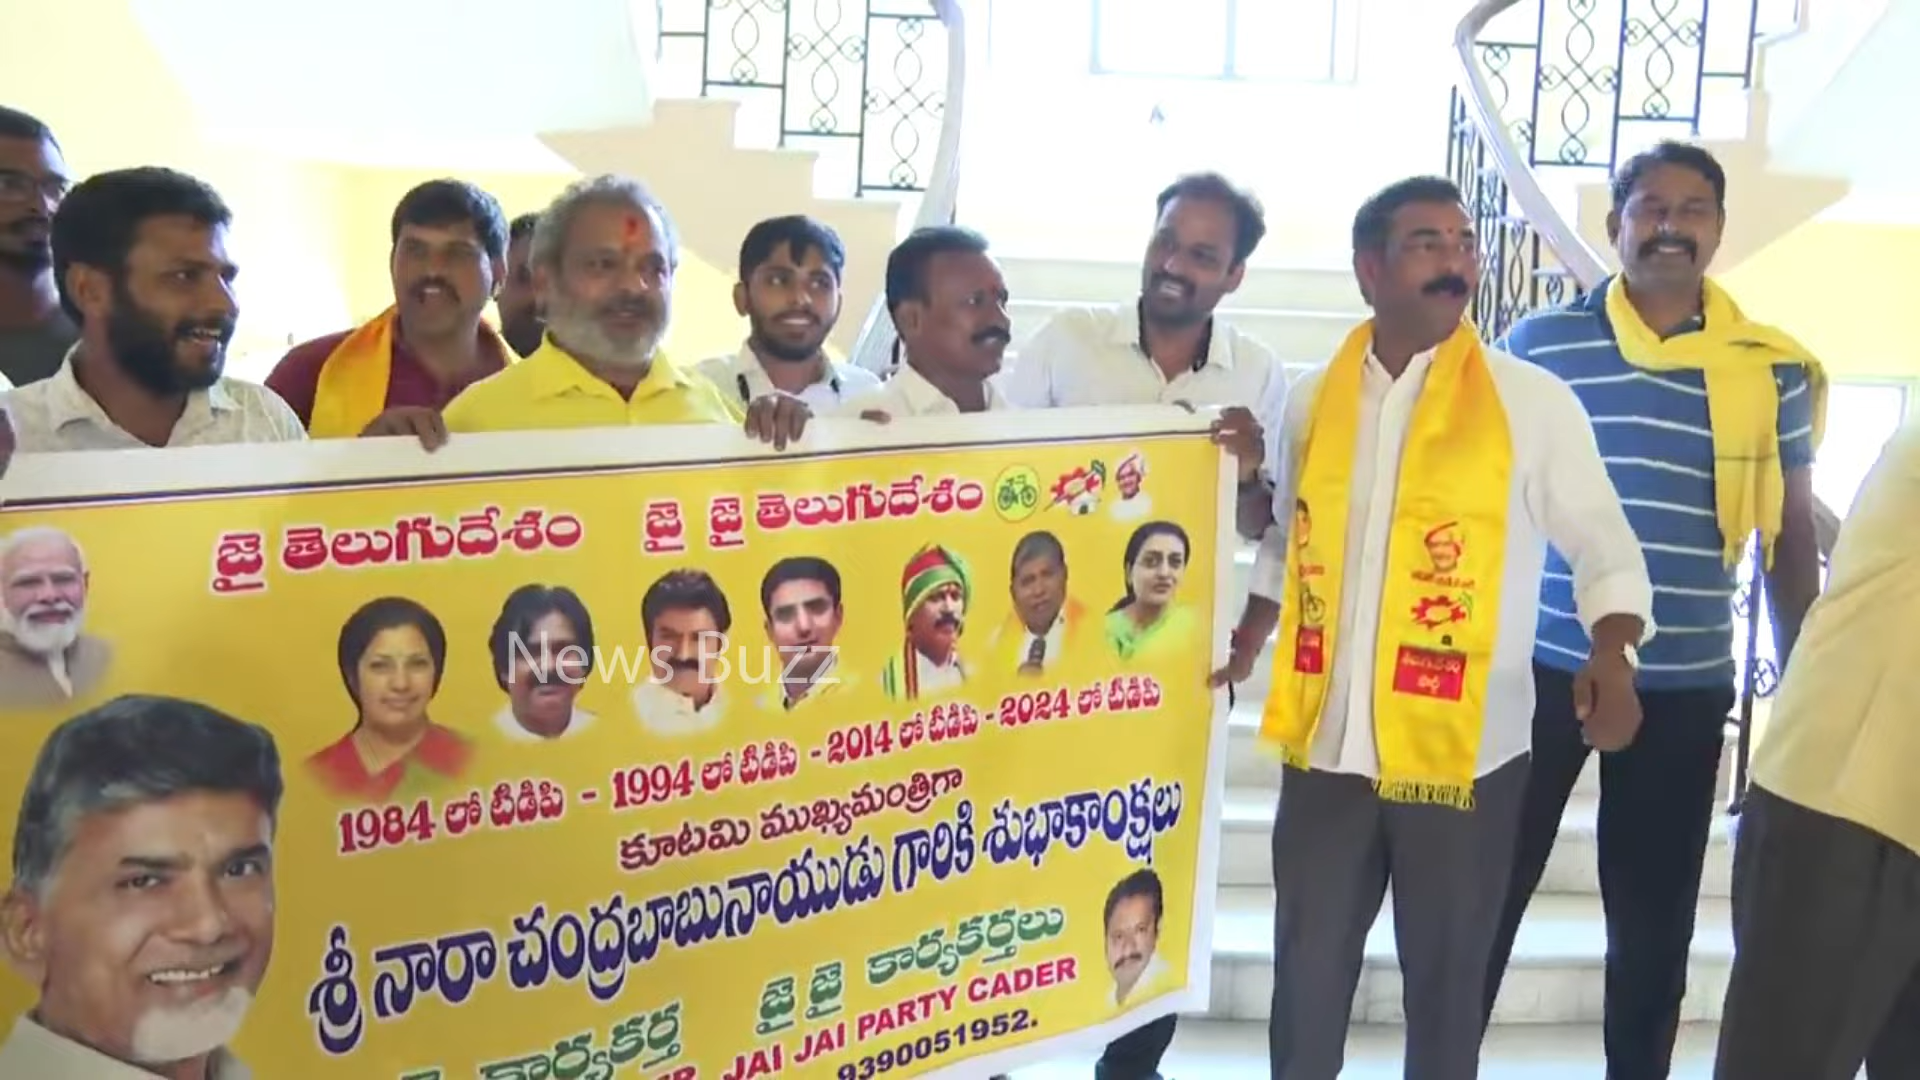 జై తెలుగుదేశం జై జై తెలుగుదేశం
News Buzz
1984 లో టిడిపి - 1994 లో టిడిపి - 2014 లో టిడిపి - 2024 లో టిడిపి
కూటమి ముఖ్యమంత్రిగా
శ్రీ నారా చంద్రబాబునాయుడు గారికి శుభాకాంక్షలు
కార్యకర్త జై జై కార్యకర్తలు
JAI JAI PARTY CADER
9390051952.